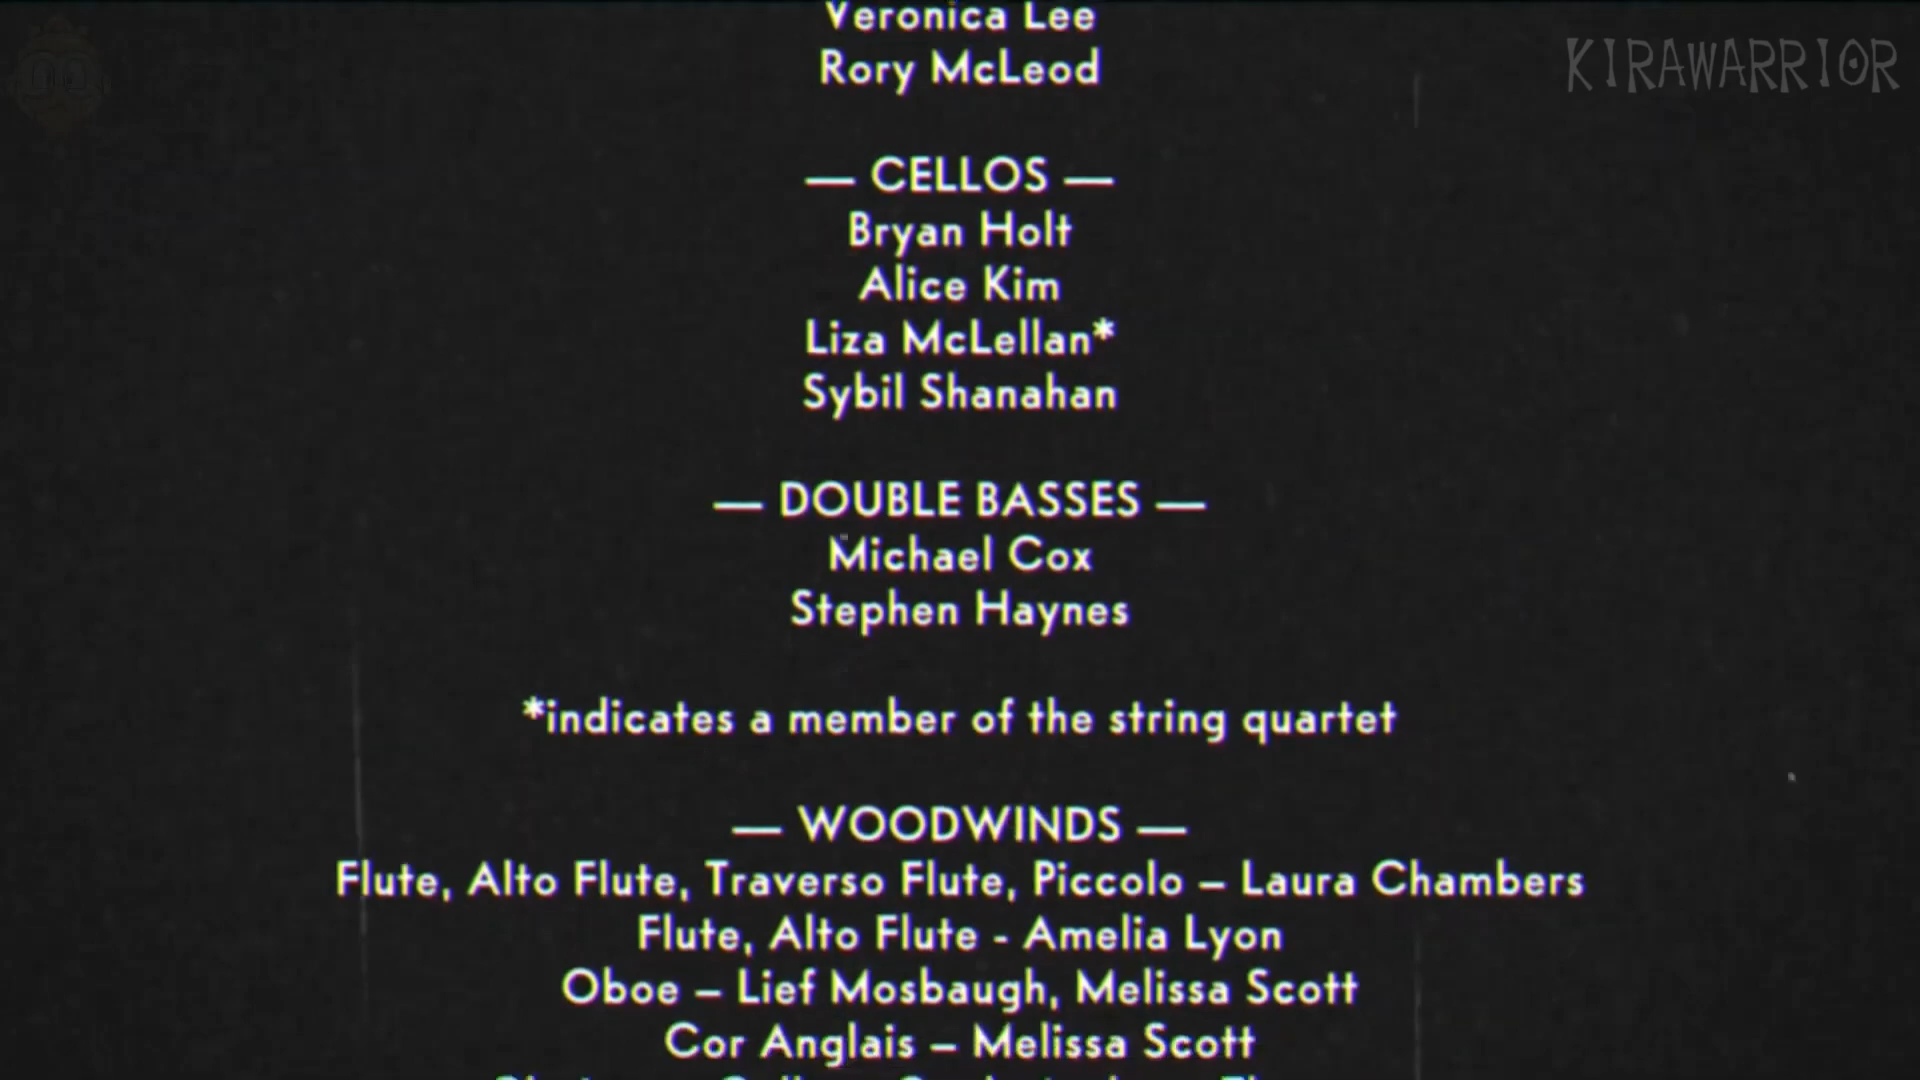 Veronica Lee
KIRAWARRIOR
Rory McLeod
— CELLOS —
Bryan Holt
Alice Kim
Liza McLellan*
Sybil Shanahan
— DOUBLE BASSES —
Michael Cox
Stephen Haynes
*indicates a member of the string quartet
— WOODWINDS —
Flute, Alto Flute, Traverso Flute, Piccolo – Laura Chambers
Flute, Alto Flute - Amelia Lyon
Oboe – Lief Mosbaugh, Melissa Scott
Cor Anglais – Melissa Scott